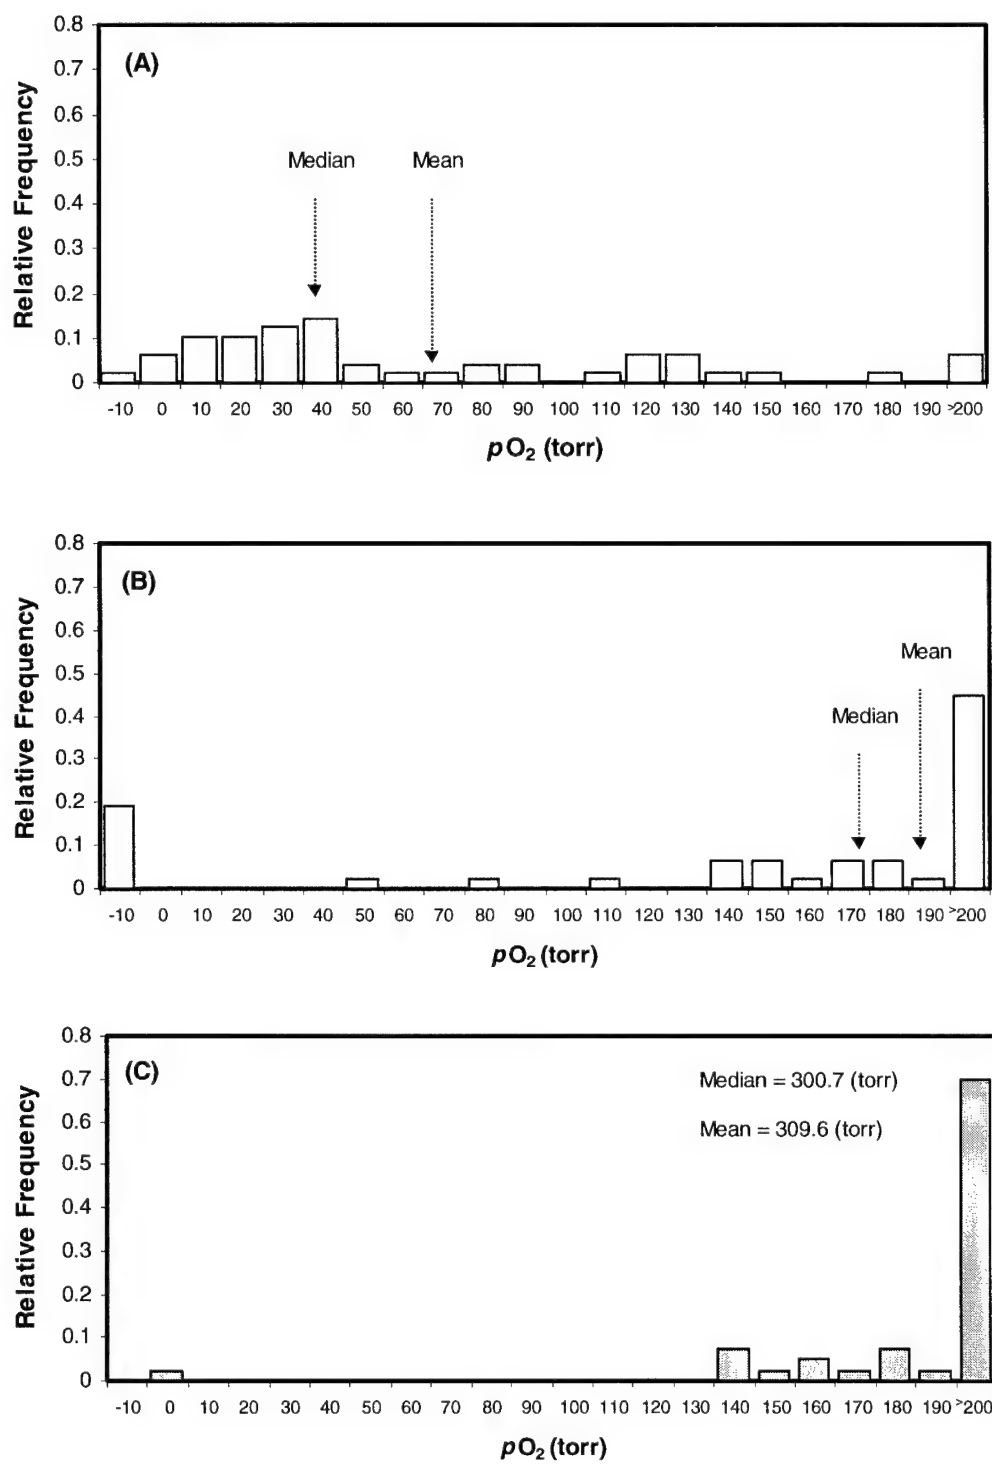 0.8
(A)
0.7
0.6
0.5
Median Mean
0.4
0.3
0.2
0.1
0
Relative Frequency
-10 0 10 20 30 40 50 60 70 80 90 100 110 120 130 140 150 160 170 180 190 >200
pO2 (torr)
0.8
(B)
0.7
0.6
Mean
0.5
0.4 Median
0.3
0.2
0.1
0
Relative Frequency
-10 0 10 20 30 40 50 60 70 80 90 100 110 120 130 140 150 160 170 180 190 >200
pO2 (torr)
0.8
(C)
Median = 300.7 (torr)
0.7
0.6
Mean = 309.6 (torr)
0.5
0.4
0.3
0.2
0.1
0
Relative Frequency
-10 0 10 20 30 40 50 60 70 80 90 100 110 120 130 140 150 160 170 180 190 >200
pO2 (torr)